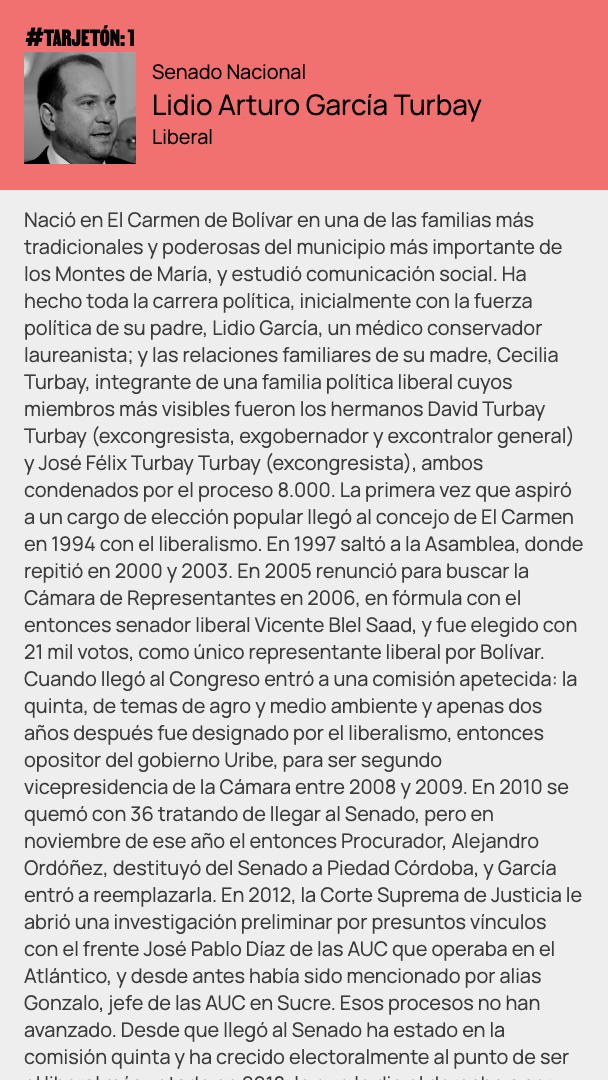 #TARJETÓN: 1
Senado Nacional
Lidio Arturo García Turbay
Liberal
Nació en El Carmen de Bolívar en una de las familias más
tradicionales y poderosas del municipio más importante de
los Montes de María, y estudió comunicación social. Ha
hecho toda la carrera política, inicialmente con la fuerza
política de su padre, Lidio García, un médico conservador
laureanista; y las relaciones familiares de su madre, Cecilia
Turbay, integrante de una familia política liberal cuyos
miembros más visibles fueron los hermanos David Turbay
Turbay (excongresista, exgobernador y excontralor general)
y José Félix Turbay Turbay (excongresista), ambos
condenados por el proceso 8.000. La primera vez que aspiró
a un cargo de elección popular llegó al concejo de El Carmen
en 1994 con el liberalismo. En 1997 saltó a la Asamblea, donde
repitió en 2000 y 2003. En 2005 renunció para buscar la
Cámara de Representantes en 2006, en fórmula con el
entonces senador liberal Vicente Blel Saad, y fue elegido con
21 mil votos, como único representante liberal por Bolívar.
Cuando llegó al Congreso entró a una comisión apetecida: la
quinta, de temas de agro y medio ambiente y apenas dos
años después fue designado por el liberalismo, entonces
opositor del gobierno Uribe, para ser segundo
vicepresidencia de la Cámara entre 2008 y 2009. En 2010 se
quemó con 36 tratando de llegar al Senado, pero en
noviembre de ese año el entonces Procurador, Alejandro
Ordóñez, destituyó del Senado a Piedad Córdoba, y García
entró a reemplazarla. En 2012, la Corte Suprema de Justicia le
abrió una investigación preliminar por presuntos vínculos
con el frente José Pablo Díaz de las AUC que operaba en el
Atlántico, y desde antes había sido mencionado por alias
Gonzalo, jefe de las AUC en Sucre. Esos procesos no han
avanzado. Desde que llegó al Senado ha estado en la
comisión quinta y ha crecido electoralmente al punto de ser